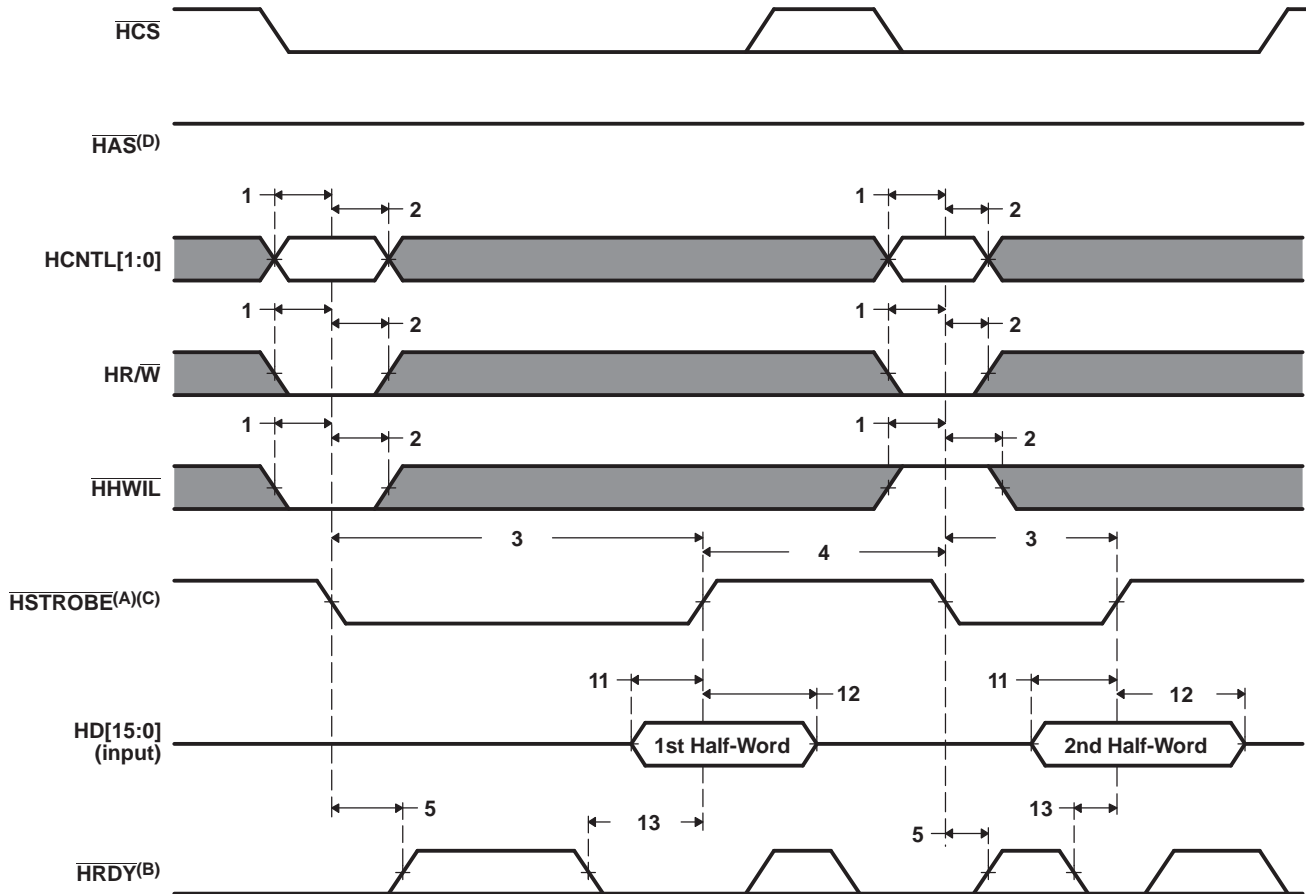 HCS
HAS(D)
1 1
2 2
HCNTL[1:0]
1 1
2 2
HR/W
1 1
2 2
HHWIL
3 4 3
HSTROBE(A)(C)
11 12 11 12
HD[15:0]
(input)
1st Half-Word 2nd Half-Word
5 13 5 13
HRDY(B)